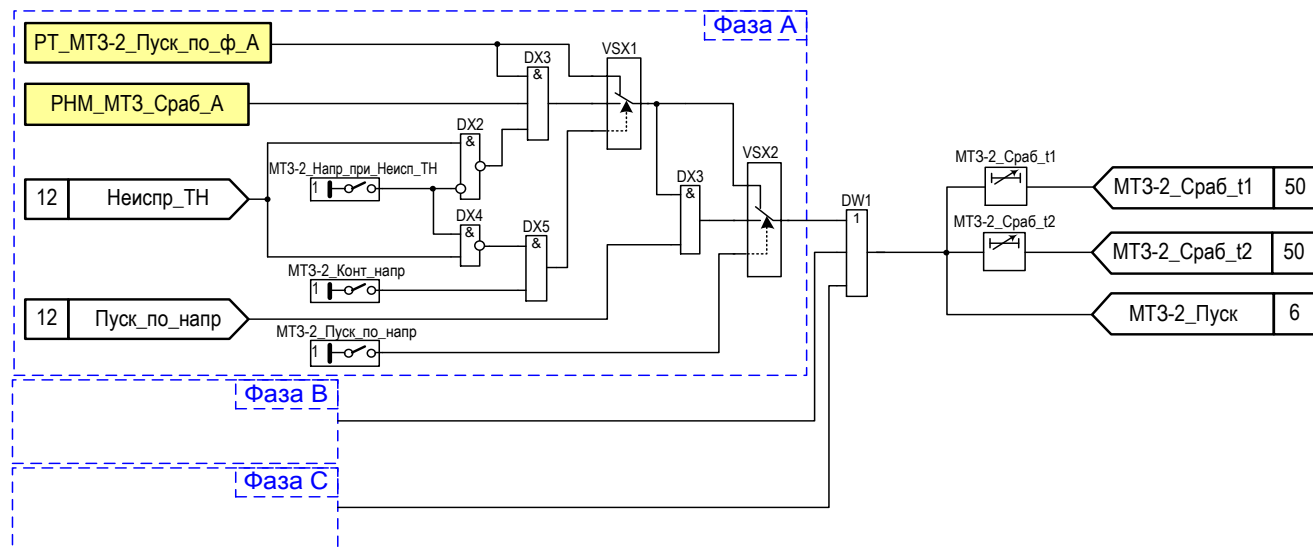 Фаза А
РТ_МТЗ-2_Пуск_по_ф_А
DX3
&
VSX1
РНМ_МТЗ_Сраб_А
DX2
&
VSX2
МТЗ-2_Напр_при_Неисп_ТН
1
12 Неиспр_ТН
DX3
&
DX4
&
DX5
&
DW1
1
МТЗ-2_Сраб_t1
МТЗ-2_Сраб_t1 50
МТЗ-2_Сраб_t2
МТЗ-2_Сраб_t2 50
МТЗ-2_Конт_напр
1
12 Пуск_по_напр
МТЗ-2_Пуск 6
МТЗ-2_Пуск_по_напр
1
Фаза В
Фаза С